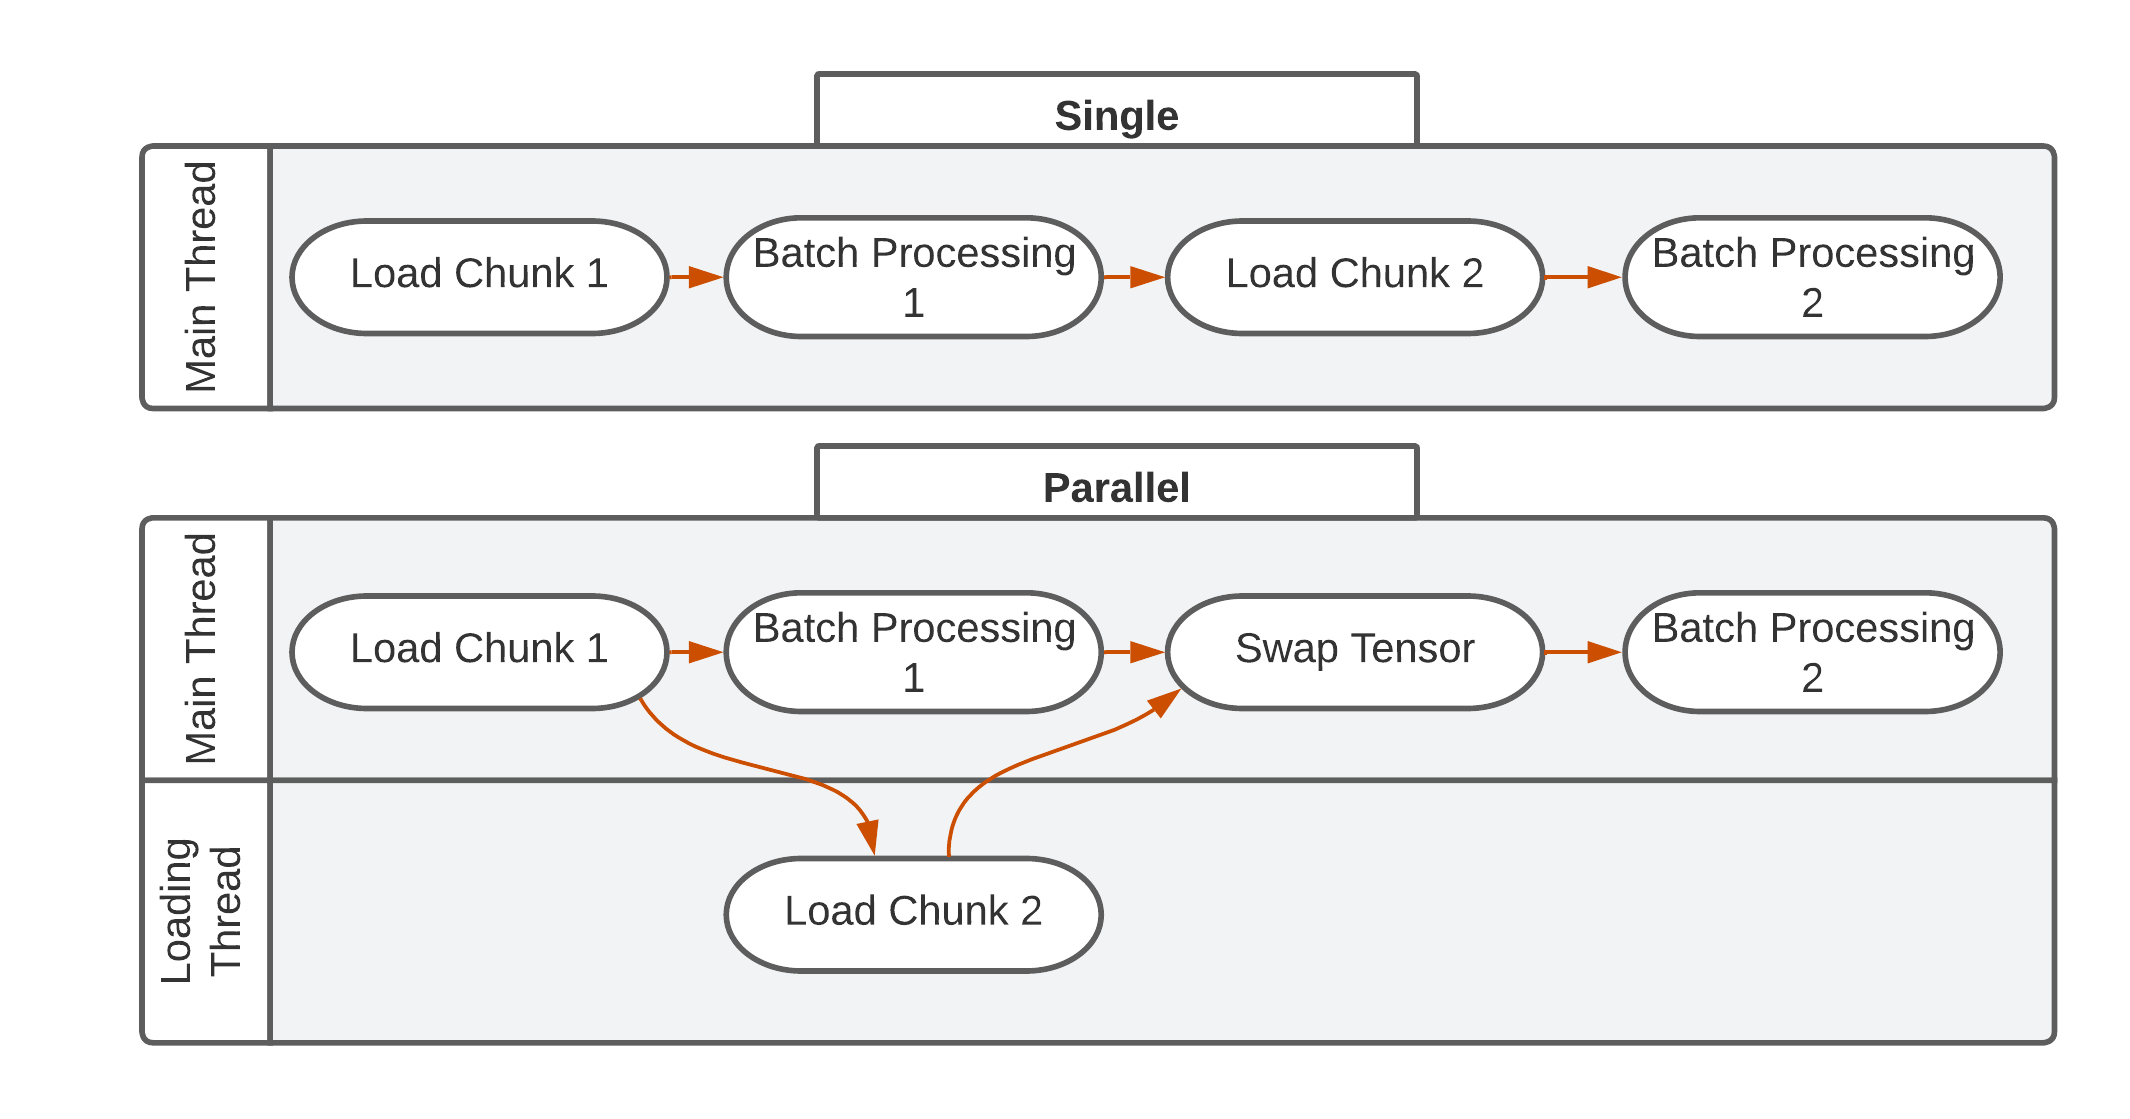 Single
Main Thread
Load Chunk 1
Batch Processing
1
Load Chunk 2
Batch Processing
2
Parallel
Main Thread
Load Chunk 1
Batch Processing
1
Swap Tensor
Batch Processing
2
Loading
Thread
Load Chunk 2